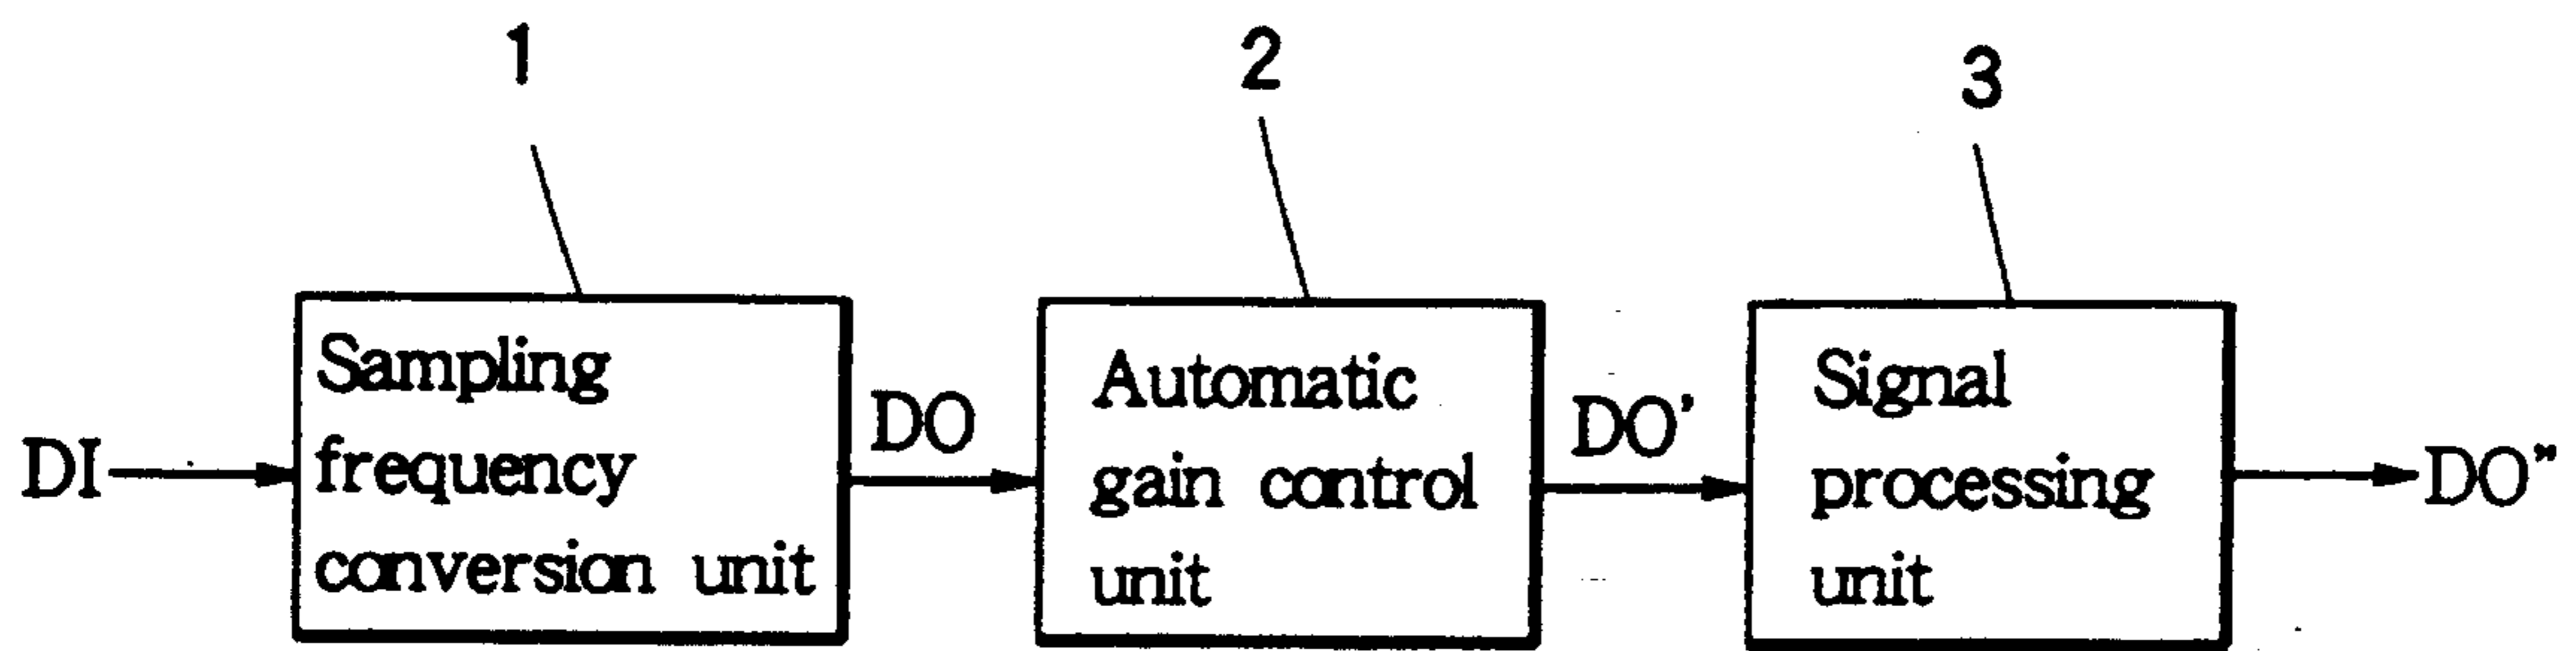 1
2
3
DI
Sampling
frequency
conversion unit
DO
Automatic
gain control
unit
DO'
Signal
processing
unit
DO"